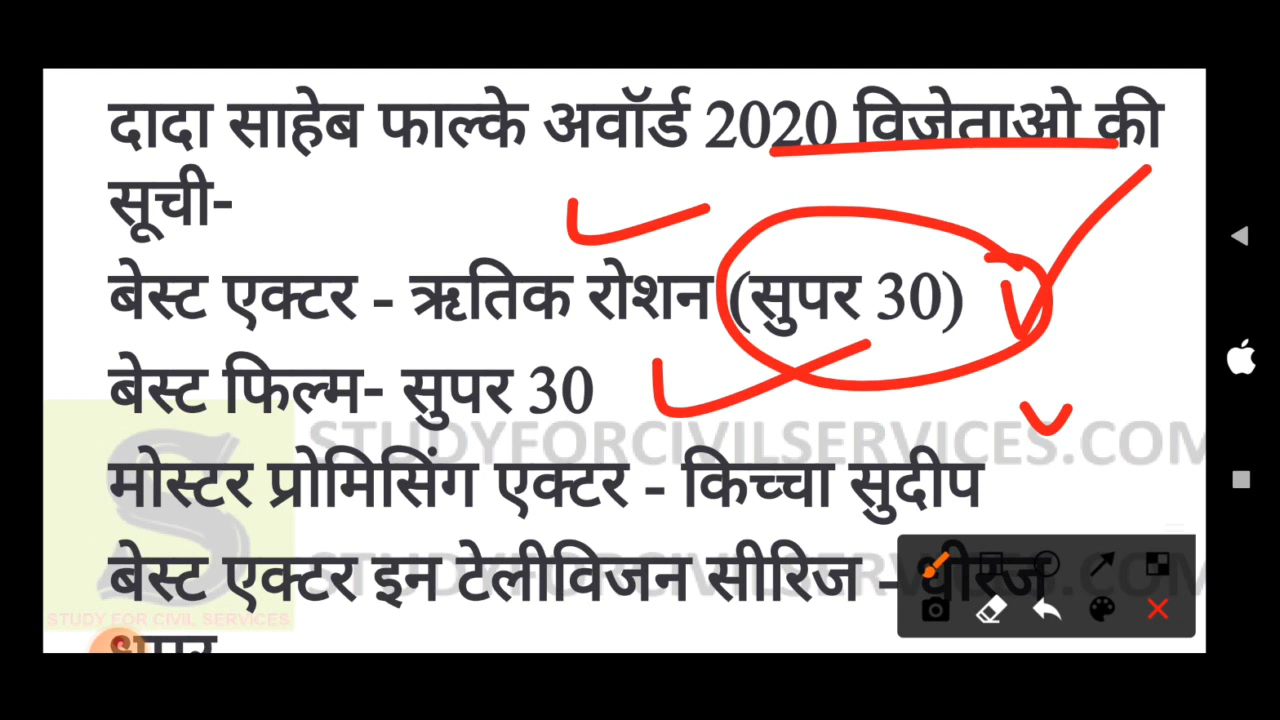 दादा साहेब फाल्के अवॉर्ड 2020 विजेताओ की
सूची-
बेस्ट एक्टर - ऋतिक रोशन (सुपर 30)
बेस्ट फिल्म- सुपर 30
STUDYFORCIVILSERVICES.COM
मोस्टर प्रोमिसिंग एक्टर - किच्चा सुदीप
बेस्ट एक्टर इन टेलीविजन सीरिज - धीरज
STUDY FOR CIVIL SERVICES